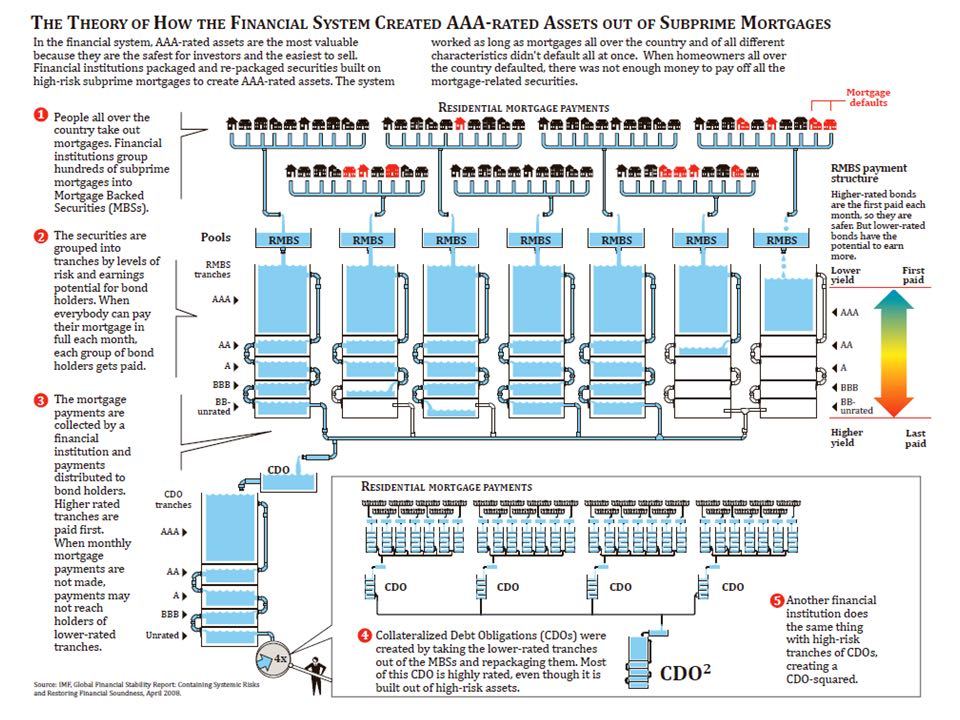 THE THEORY OF HOW THE FINANCIAL SYSTEM CREATED AAA-RATED ASSETS OUT OF SUBPRIME MORTGAGES
In the financial system, AAA-rated assets are the most valuable
because they are the safest for investors and the easiest to sell.
Financial institutions packaged and re-packaged securities built on
high-risk subprime mortgages to create AAA-rated assets. The system
worked as long as mortgages all over the country and of all different
characteristics didn't default all at once. When homeowners all over
the country defaulted, there was not enough money to pay off all the
mortgage-related securities.
1 People all over the
country take out
mortgages. Financial
institutions group
hundreds of subprime
mortgages into
Mortgage Backed
Securities (MBSs).
RESIDENTIAL MORTGAGE PAYMENTS
Mortgage
defaults
2 The securities are
grouped into
tranches by levels of
risk and earnings
potential for bond
holders. When
everybody can pay
their mortgage in
full each month,
each group of bond
holders gets paid.
Pools
RMBS RMBS RMBS RMBS RMBS RMBS RMBS
RMBS
tranches
AAA
AA
A
BBB
BB-
unrated
RMBS payment
structure
Higher-rated bonds
are the first paid each
month, so they are
safer. But lower-rated
bonds have the
potential to earn
more.
Lower First
yield paid
AAA
AA
A
BBB
BB-
unrated
Higher Last
yield paid
3 The mortgage
payments are
collected by a
financial
institution and
payments
distributed to
bond holders.
Higher rated
tranches are
paid first.
When monthly
mortgage
payments are
not made,
payments may
not reach
holders of
lower-rated
tranches.
CDO
CDO
tranches
AAA
AA
A
BBB
Unrated
4x
RESIDENTIAL MORTGAGE PAYMENTS
CDO CDO CDO CDO
4 Collateralized Debt Obligations (CDOs) were
created by taking the lower-rated tranches
out of the MBSs and repackaging them. Most
of this CDO is highly rated, even though it is
built out of high-risk assets.
CDO2
5 Another financial
institution does
the same thing
with high-risk
tranches of CDOs,
creating a
CDO-squared.
Source: IMF, Global Financial Stability Report: Containing Systemic Risks
and Restoring Financial Soundness, April 2008.